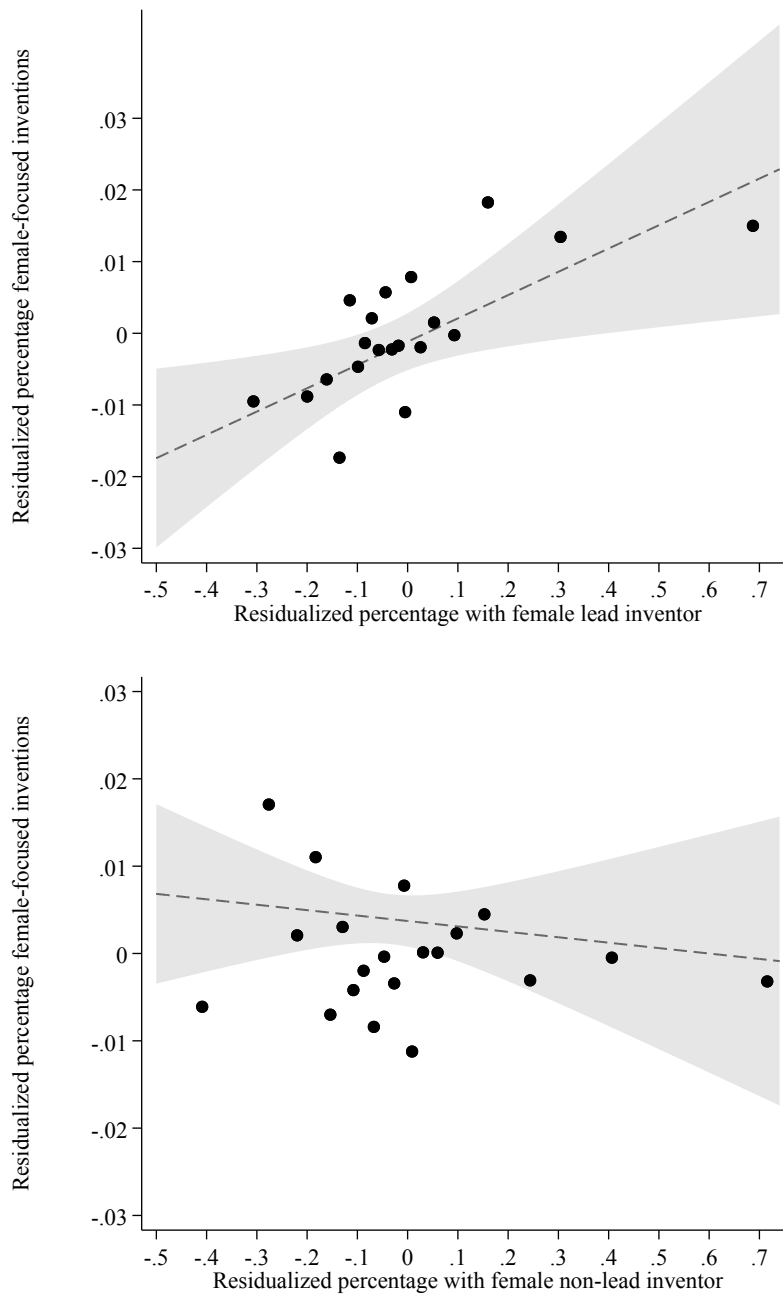 Residualized percentage female-focused inventions
.03
.02
.01
0
-.01
-.02
-.03
-.5 -.4 -.3 -.2 -.1 0 .1 .2 .3 .4 .5 .6 .7
Residualized percentage with female lead inventor
Residualized percentage female-focused inventions
.03
.02
.01
0
-.01
-.02
-.03
-.5 -.4 -.3 -.2 -.1 0 .1 .2 .3 .4 .5 .6 .7
Residualized percentage with female non-lead inventor